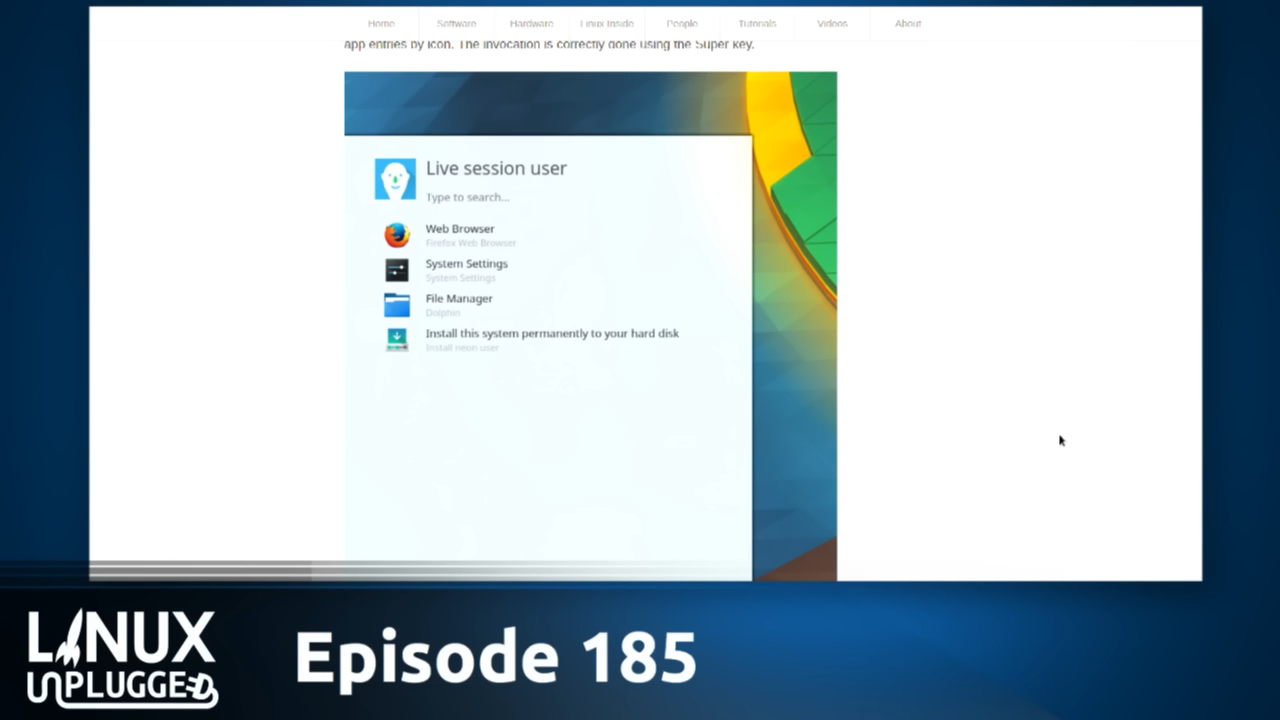 Home Software Hardware Linux Inside People Tutorials Videos About
app entries by icon. The invocation is correctly done using the Super key.
Live session user
Type to search...
Web Browser
Firefox Web Browser
System Settings
System Settings
File Manager
Dolphin
Install this system permanently to your hard disk
Install neon user
LINUX
UNPLUGGED
Episode 185